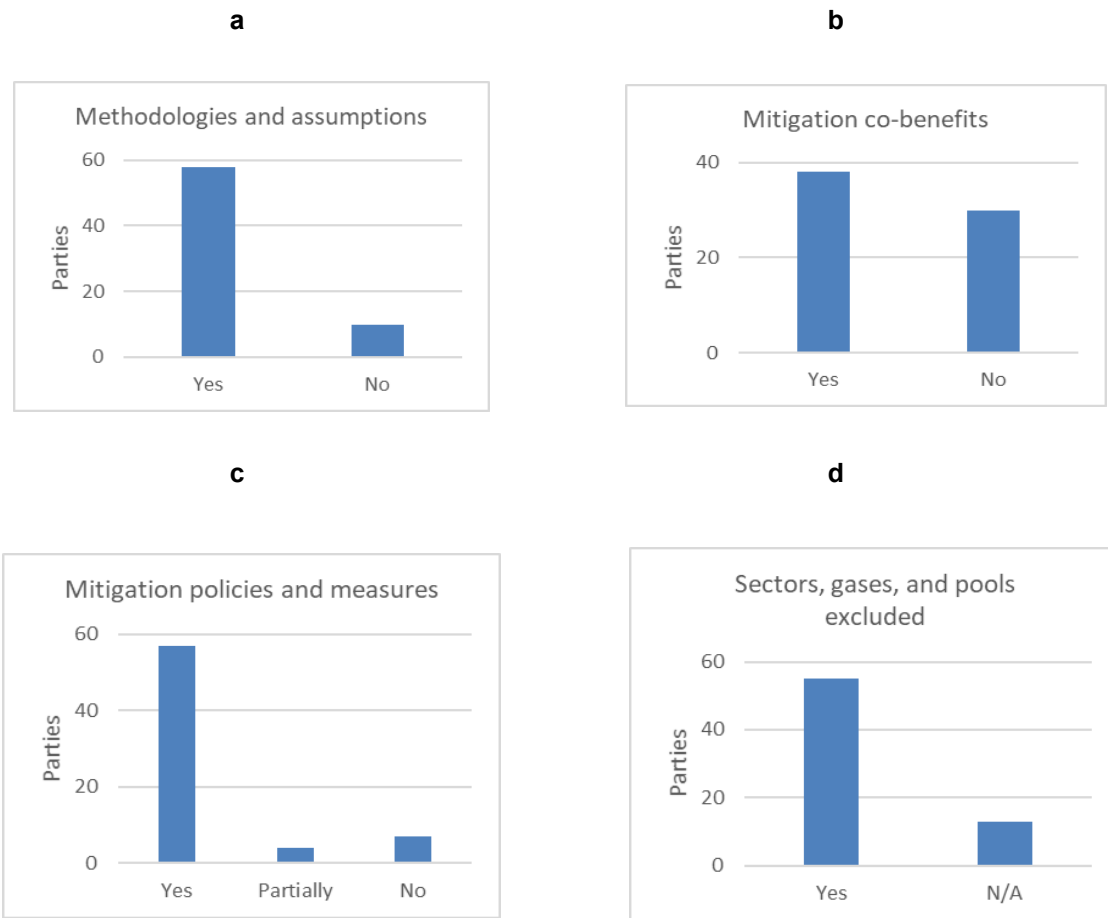 a
b
Methodologies and assumptions
60
40
20
0
Parties
Yes No
Mitigation co-benefits
40
20
0
Parties
Yes No
c
d
Mitigation policies and measures
60
40
20
0
Parties
Yes Partially No
Sectors, gases, and pools
excluded
60
40
20
0
Parties
Yes N/A